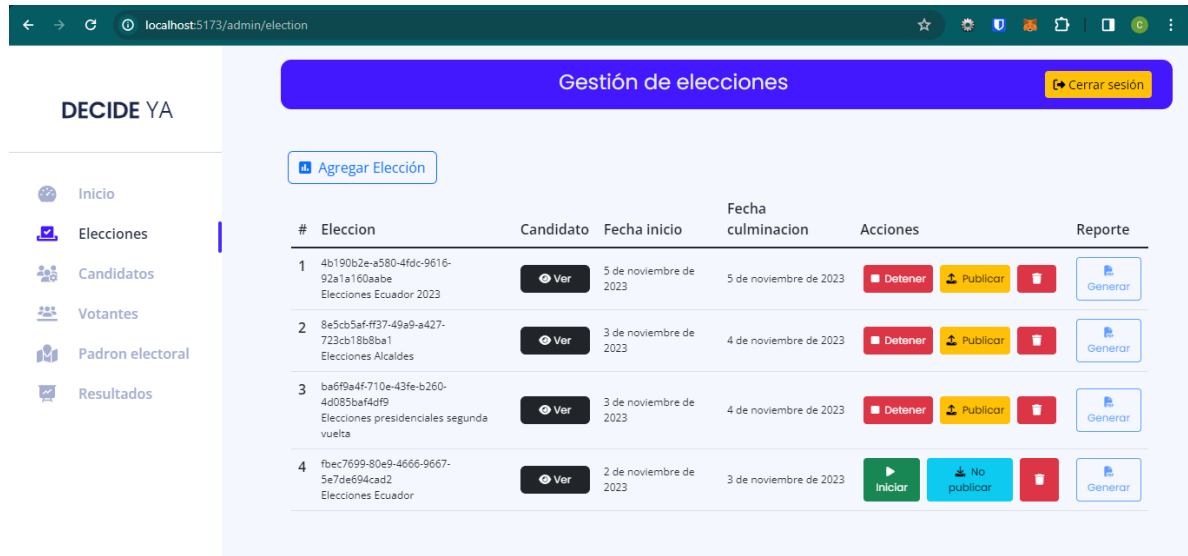 localhost:5173/admin/election
C
DECIDE YA
Inicio
Elecciones
Candidatos
Votantes
Padron electoral
Resultados
Gestión de elecciones
Cerrar sesión
Agregar Elección
# Eleccion Candidato Fecha inicio Fecha culminacion Acciones Reporte
1
4b190b2e-a580-4fdc-9616-
92a1a160aabe
Elecciones Ecuador 2023
Ver
5 de noviembre de
2023
5 de noviembre de 2023
Detener
Publicar
Generar
2
8e5cb5af-ff37-49a9-a427-
723cb18b8ba1
Elecciones Alcaldes
Ver
3 de noviembre de
2023
4 de noviembre de 2023
Detener
Publicar
Generar
3
ba6f9a4f-710e-43fe-b260-
4d085baf4df9
Elecciones presidenciales segunda
vuelta
Ver
3 de noviembre de
2023
4 de noviembre de 2023
Detener
Publicar
Generar
4
fbec7699-80e9-4666-9667-
5e7de694cad2
Elecciones Ecuador
Ver
2 de noviembre de
2023
3 de noviembre de 2023
Iniciar
No
publicar
Generar